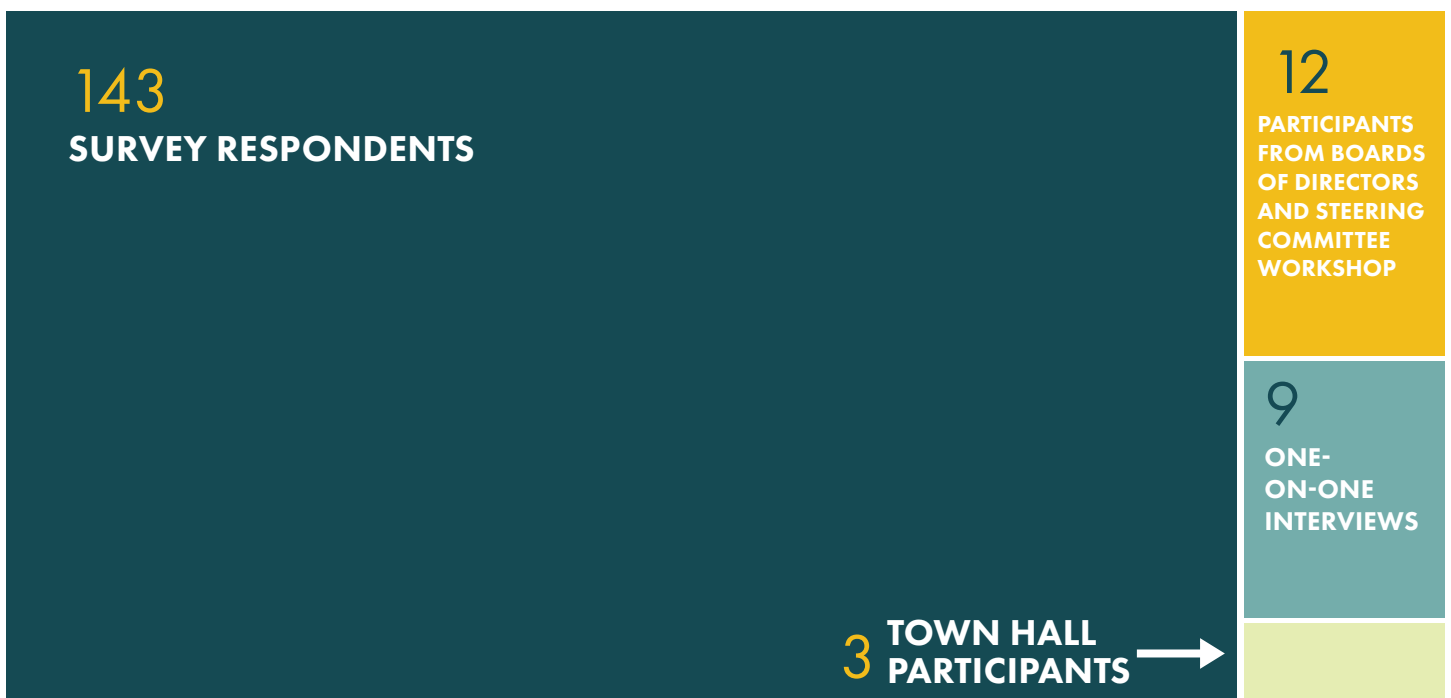 143
SURVEY RESPONDENTS
12
PARTICIPANTS
FROM BOARDS
OF DIRECTORS
AND STEERING
COMMITTEE
WORKSHOP
9
ONE-
ON-ONE
INTERVIEWS
3
TOWN HALL
PARTICIPANTS